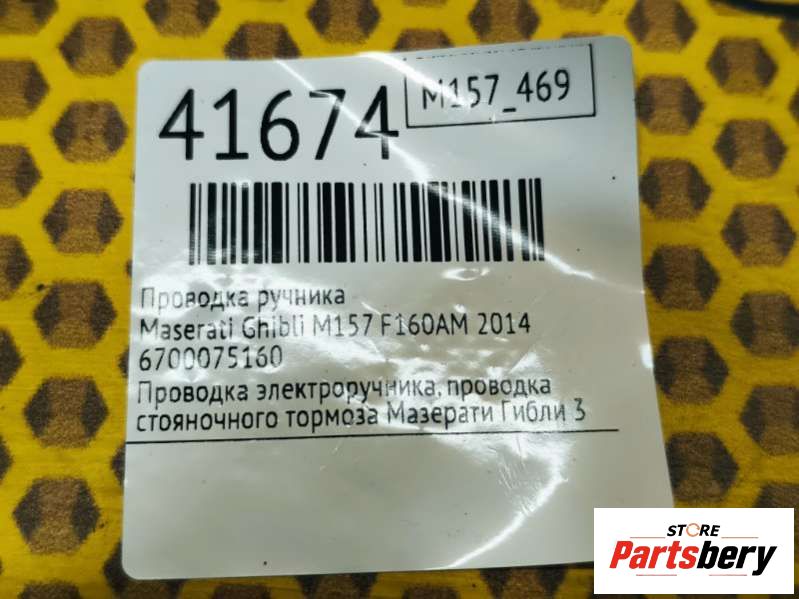 41674
M157_469
Проводка ручника
Maserati Ghibli M157 F160AM 2014
6700075160
Проводка электроручника, проводка
стояночного тормоза Мазерати Гибли 3
STORE
Partsbery